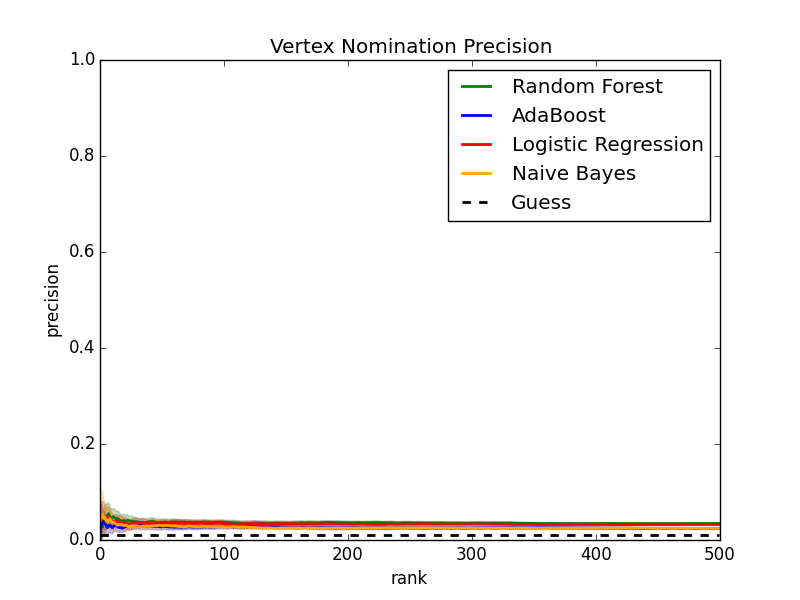 Vertex Nomination Precision
1.0
0.8
0.6
0.4
0.2
0.0
precision
Random Forest
AdaBoost
Logistic Regression
Naive Bayes
Guess
0 100 200 300 400 500
rank